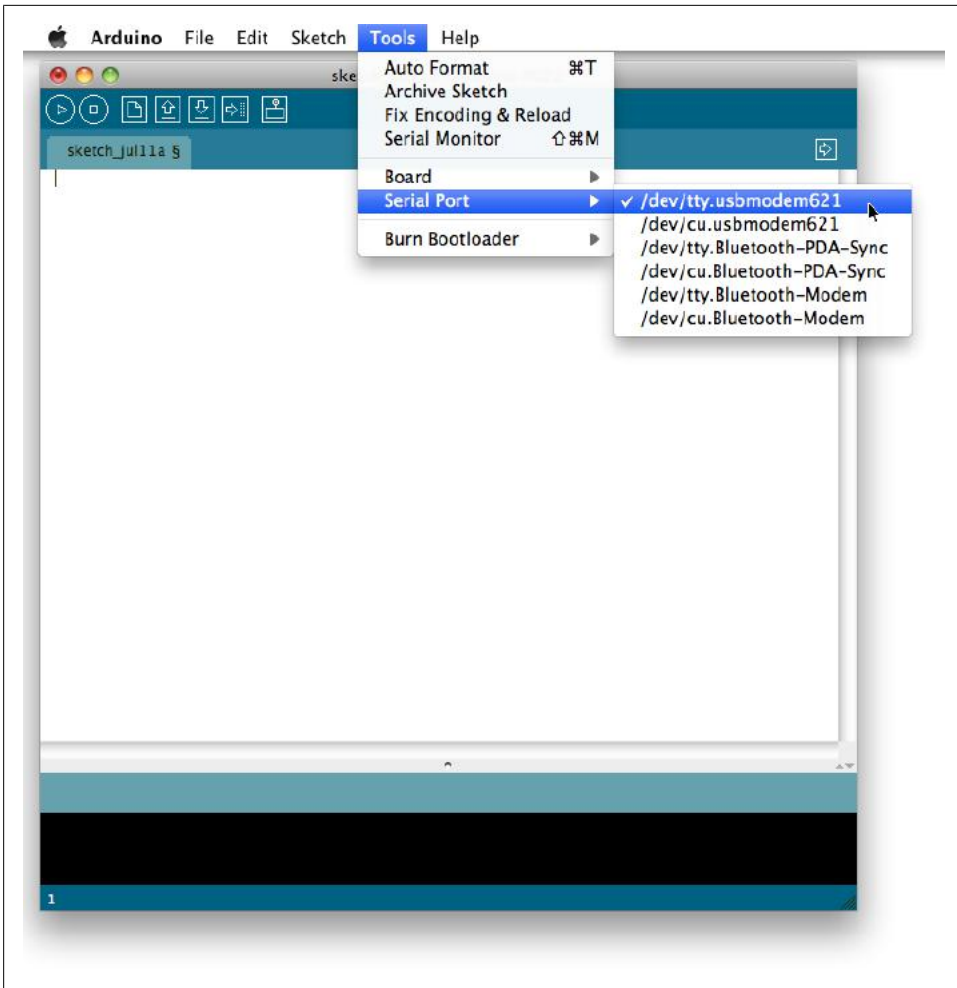 Arduino File Edit Sketch Tools Help
ske
sketch_jul11a §
Auto Format ⌘T
Archive Sketch
Fix Encoding & Reload
Serial Monitor ⇧⌘M
Board
Serial Port
Burn Bootloader
✓ /dev/tty.usbmodem621
/dev/cu.usbmodem621
/dev/tty.Bluetooth-PDA-Sync
/dev/cu.Bluetooth-PDA-Sync
/dev/tty.Bluetooth-Modem
/dev/cu.Bluetooth-Modem
1